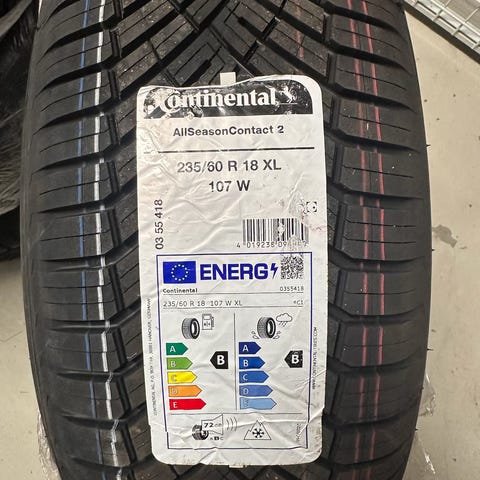 Continental
AllSeasonContact 2
235/60 R 18 XL
107 W
03 55 418
ENERG
Continental
0355418
235/60 R 18 107 W XL
C1
A
B
C
D
E
B
A
B
C
D
E
B
72 dB
A B C